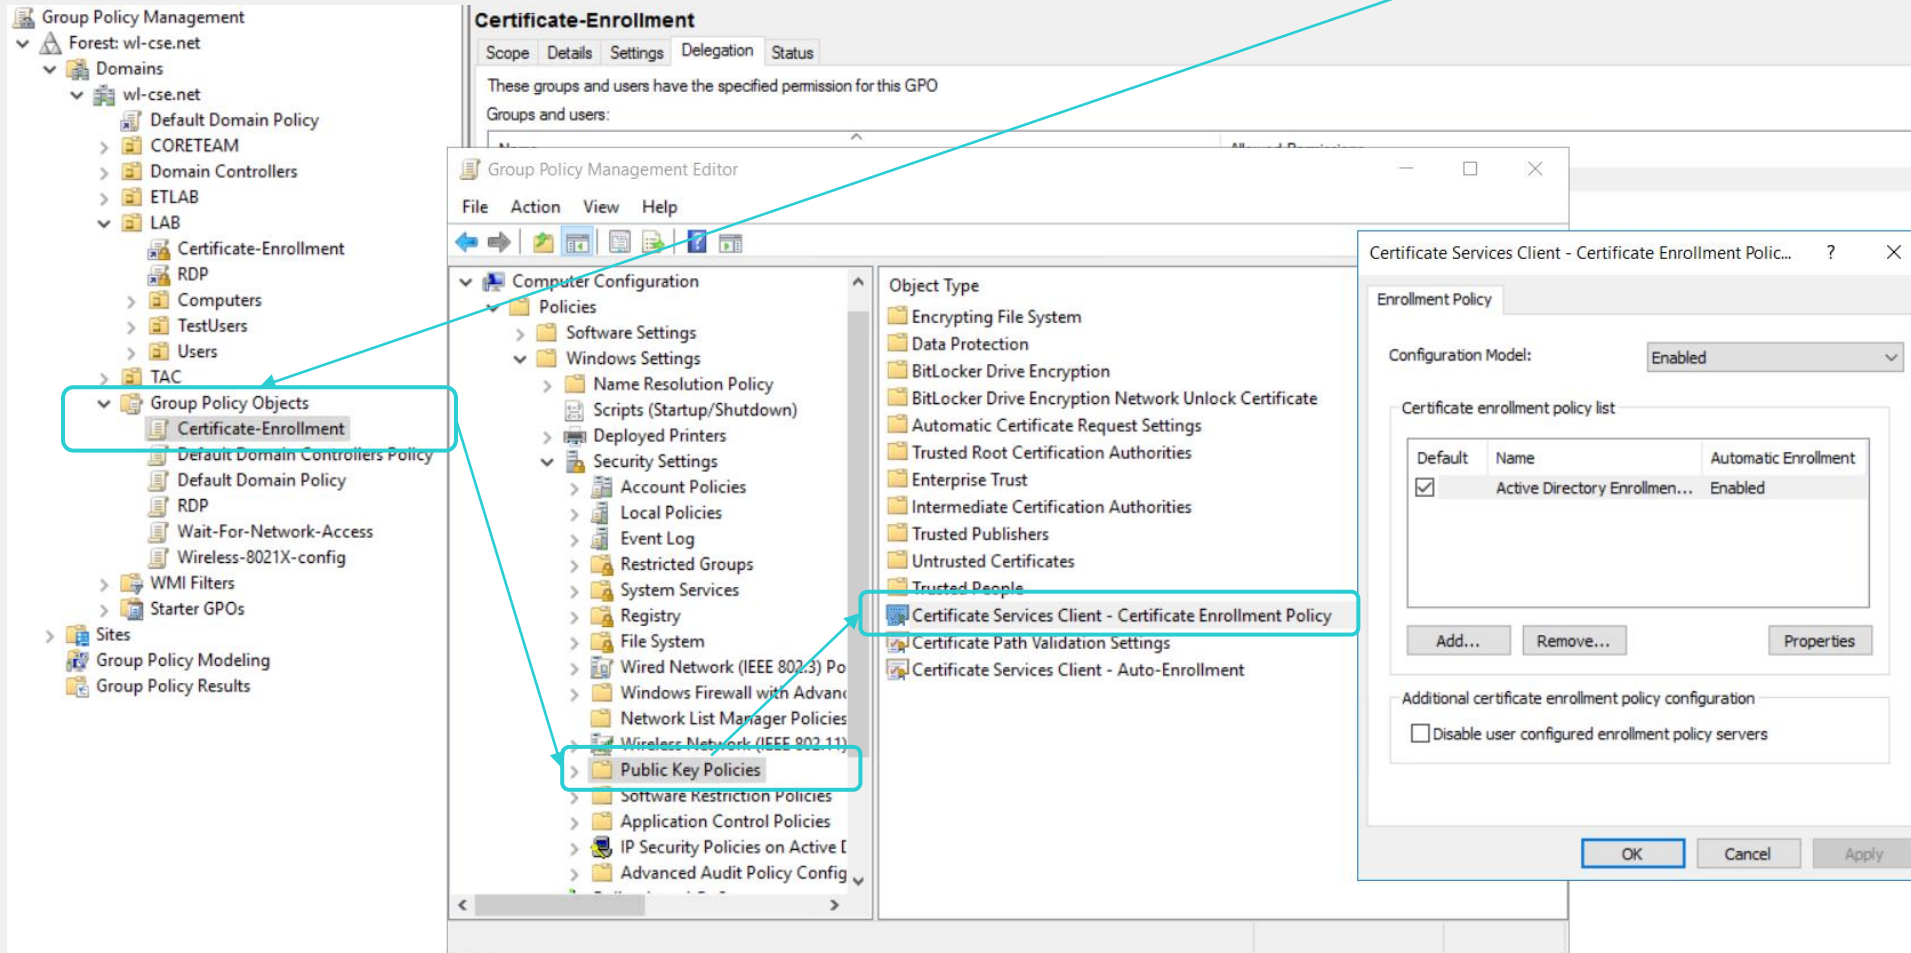 Group Policy Management
Forest: wl-cse.net
Domains
wl-cse.net
Default Domain Policy
CORETEAM
Domain Controllers
ETLAB
LAB
Certificate-Enrollment
RDP
Computers
TestUsers
Users
TAC
Group Policy Objects
Certificate-Enrollment
Default Domain Controllers Policy
Default Domain Policy
RDP
Wait-For-Network-Access
Wireless-8021X-config
WMI Filters
Starter GPOs
Sites
Group Policy Modeling
Group Policy Results
Certificate-Enrollment
Scope Details Settings Delegation Status
These groups and users have the specified permission for this GPO
Groups and users:
Group Policy Management Editor
File Action View Help
Computer Configuration
Policies
Software Settings
Windows Settings
Name Resolution Policy
Scripts (Startup/Shutdown)
Deployed Printers
Security Settings
Account Policies
Local Policies
Event Log
Restricted Groups
System Services
Registry
File System
Wired Network (IEEE 802.3) Po
Windows Firewall with Advan
Network List Manager Policies
Wireless Network (IEEE 802.11)
Public Key Policies
Software Restriction Policies
Application Control Policies
IP Security Policies on Active
Advanced Audit Policy Config
Object Type
Encrypting File System
Data Protection
BitLocker Drive Encryption
BitLocker Drive Encryption Network Unlock Certificate
Automatic Certificate Request Settings
Trusted Root Certification Authorities
Enterprise Trust
Intermediate Certification Authorities
Trusted Publishers
Untrusted Certificates
Trusted People
Certificate Services Client - Certificate Enrollment Policy
Certificate Path Validation Settings
Certificate Services Client - Auto-Enrollment
Certificate Services Client - Certificate Enrollment Polic... ?
Enrollment Policy
Configuration Model: Enabled
Certificate enrollment policy list
Default Name Automatic Enrollment
Active Directory Enrollmen... Enabled
Add... Remove... Properties
Additional certificate enrollment policy configuration
Disable user configured enrollment policy servers
OK Cancel Apply